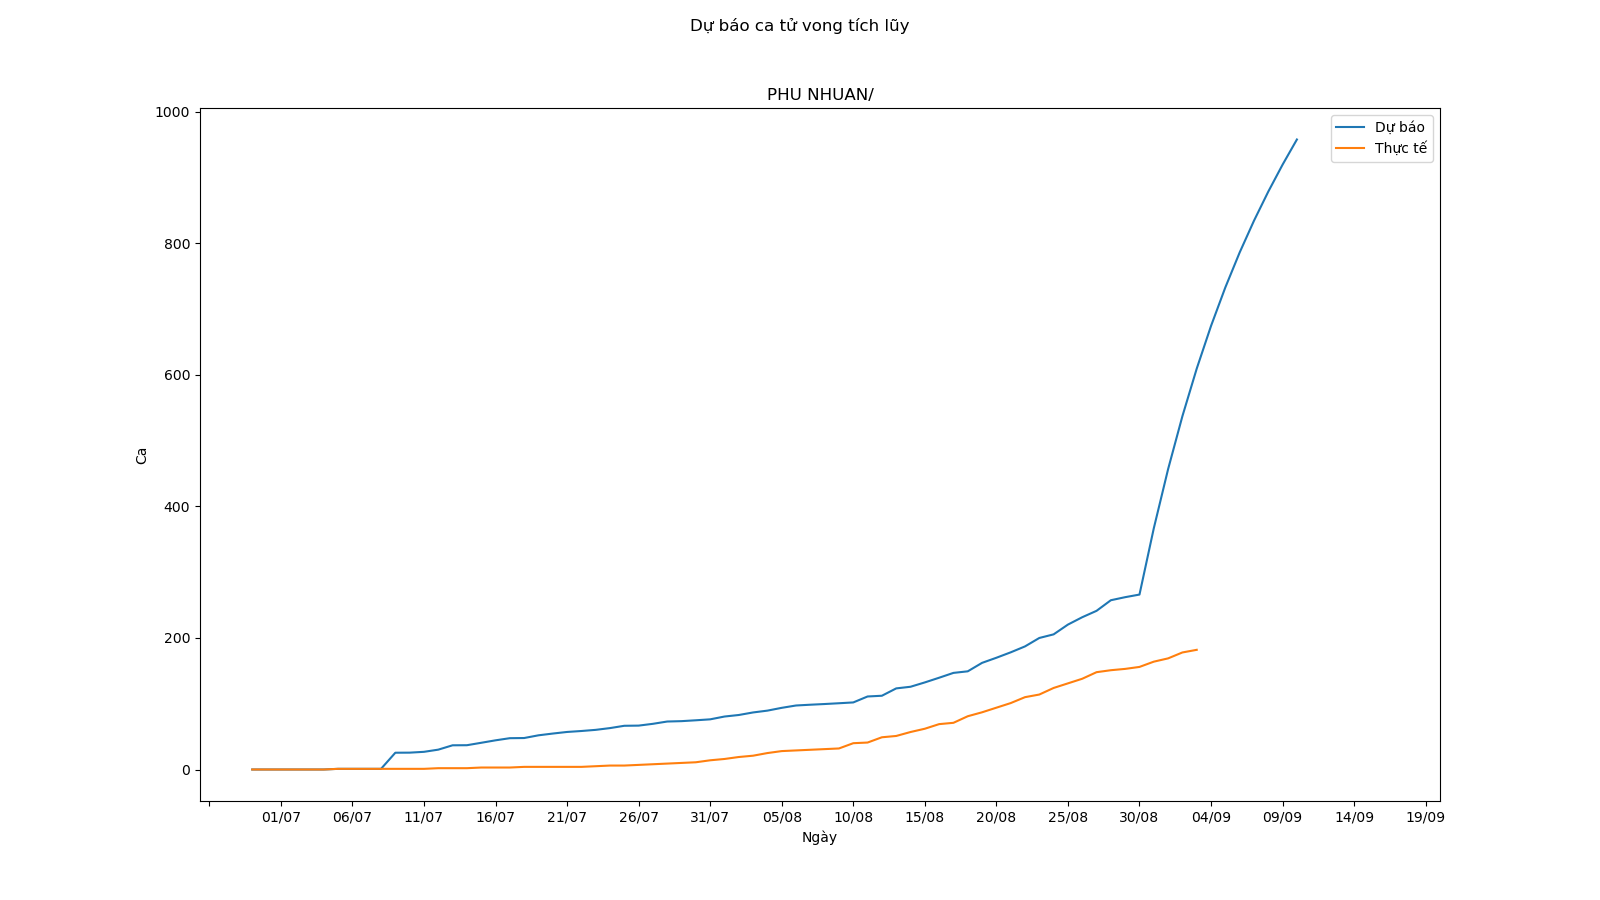 Dự báo ca tử vong tích lũy
PHU NHUAN/
1000
800
600
400
200
0
Ca
Dự báo
Thực tế
01/07 06/07 11/07 16/07 21/07 26/07 31/07 05/08 10/08 15/08 20/08 25/08 30/08 04/09 09/09 14/09 19/09
Ngày